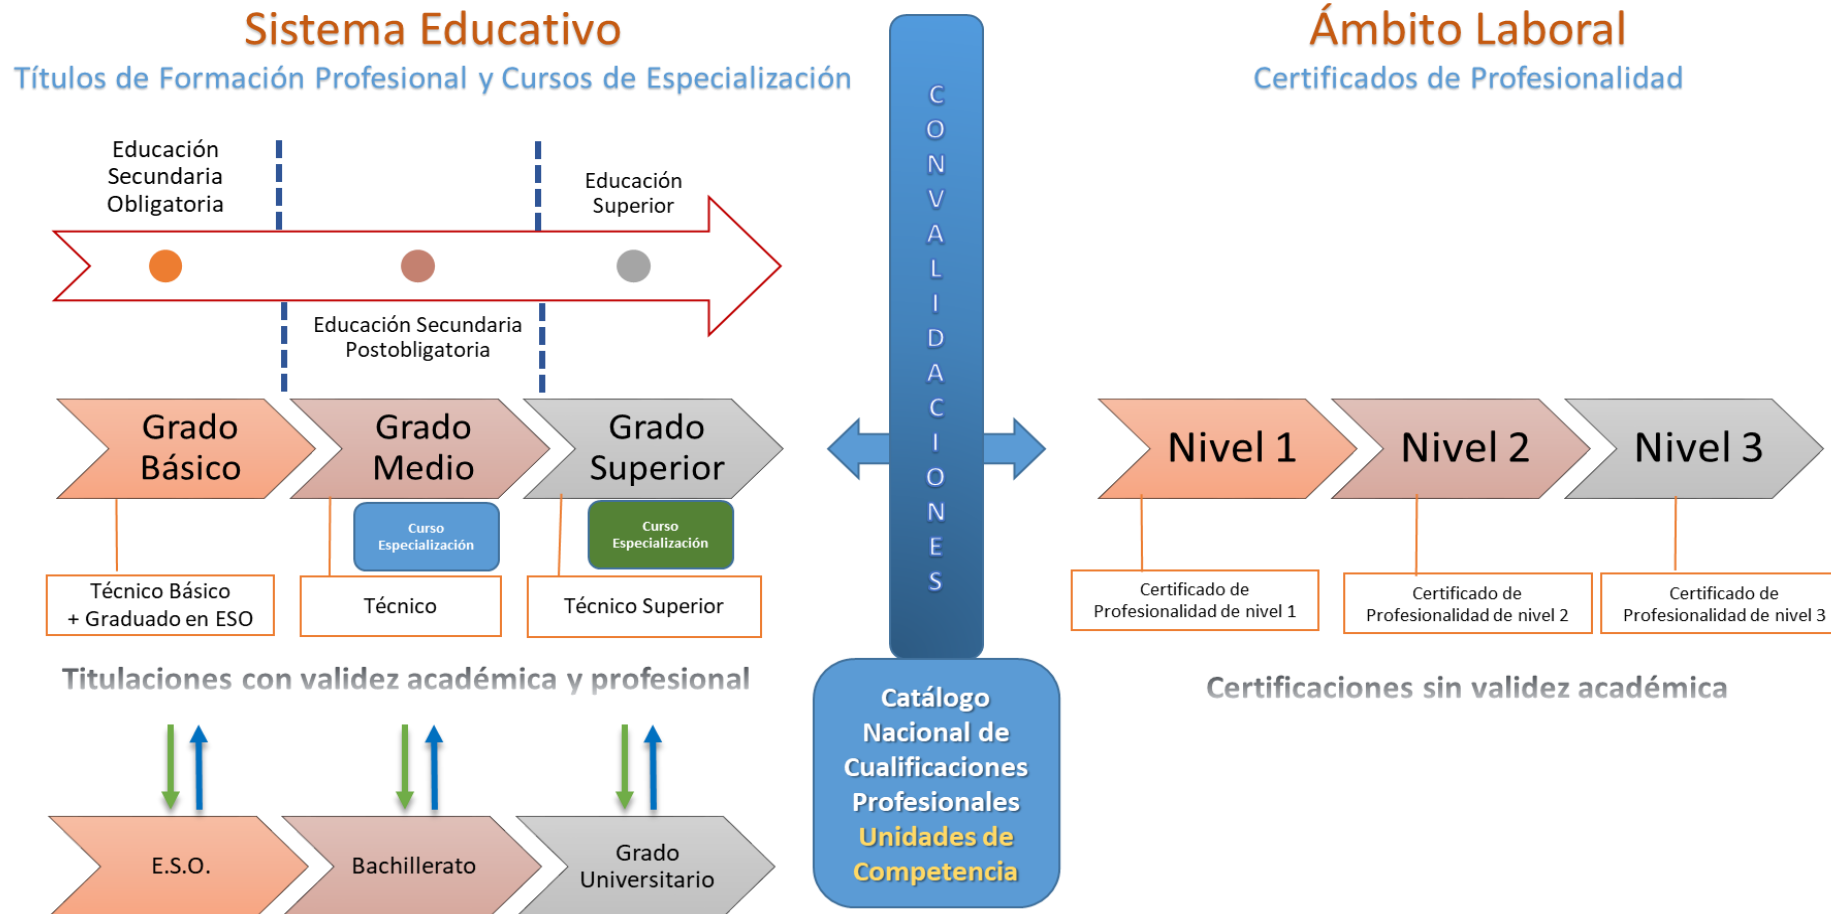 Sistema Educativo
Títulos de Formación Profesional y Cursos de Especialización
Educación
Secundaria
Obligatoria
Educación
Superior
Educación Secundaria
Postobligatoria
Grado
Básico
Grado
Medio
Grado
Superior
Curso
Especialización
Curso
Especialización
Técnico Básico
+ Graduado en ESO
Técnico
Técnico Superior
Titulaciones con validez académica y profesional
E.S.O.
Bachillerato
Grado
Universitario
C
O
N
V
A
L
I
D
A
C
I
O
N
E
S
Catálogo
Nacional de
Cualificaciones
Profesionales
Unidades de
Competencia
Ámbito Laboral
Certificados de Profesionalidad
Nivel 1
Nivel 2
Nivel 3
Certificado de
Profesionalidad de nivel 1
Certificado de
Profesionalidad de nivel 2
Certificado de
Profesionalidad de nivel 3
Certificaciones sin validez académica